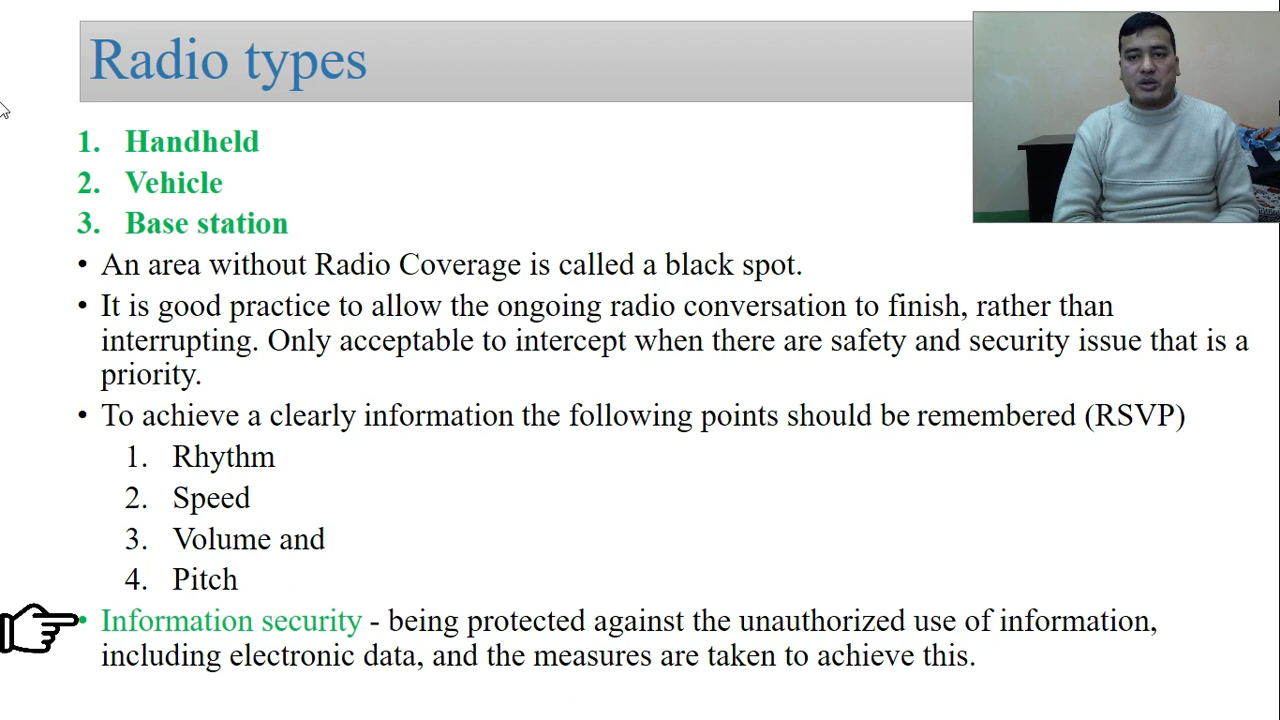 Radio types
1. Handheld
2. Vehicle
3. Base station
• An area without Radio Coverage is called a black spot.
• It is good practice to allow the ongoing radio conversation to finish, rather than
interrupting. Only acceptable to intercept when there are safety and security issue that is a
priority.
• To achieve a clearly information the following points should be remembered (RSVP)
1. Rhythm
2. Speed
3. Volume and
4. Pitch
• Information security - being protected against the unauthorized use of information,
including electronic data, and the measures are taken to achieve this.